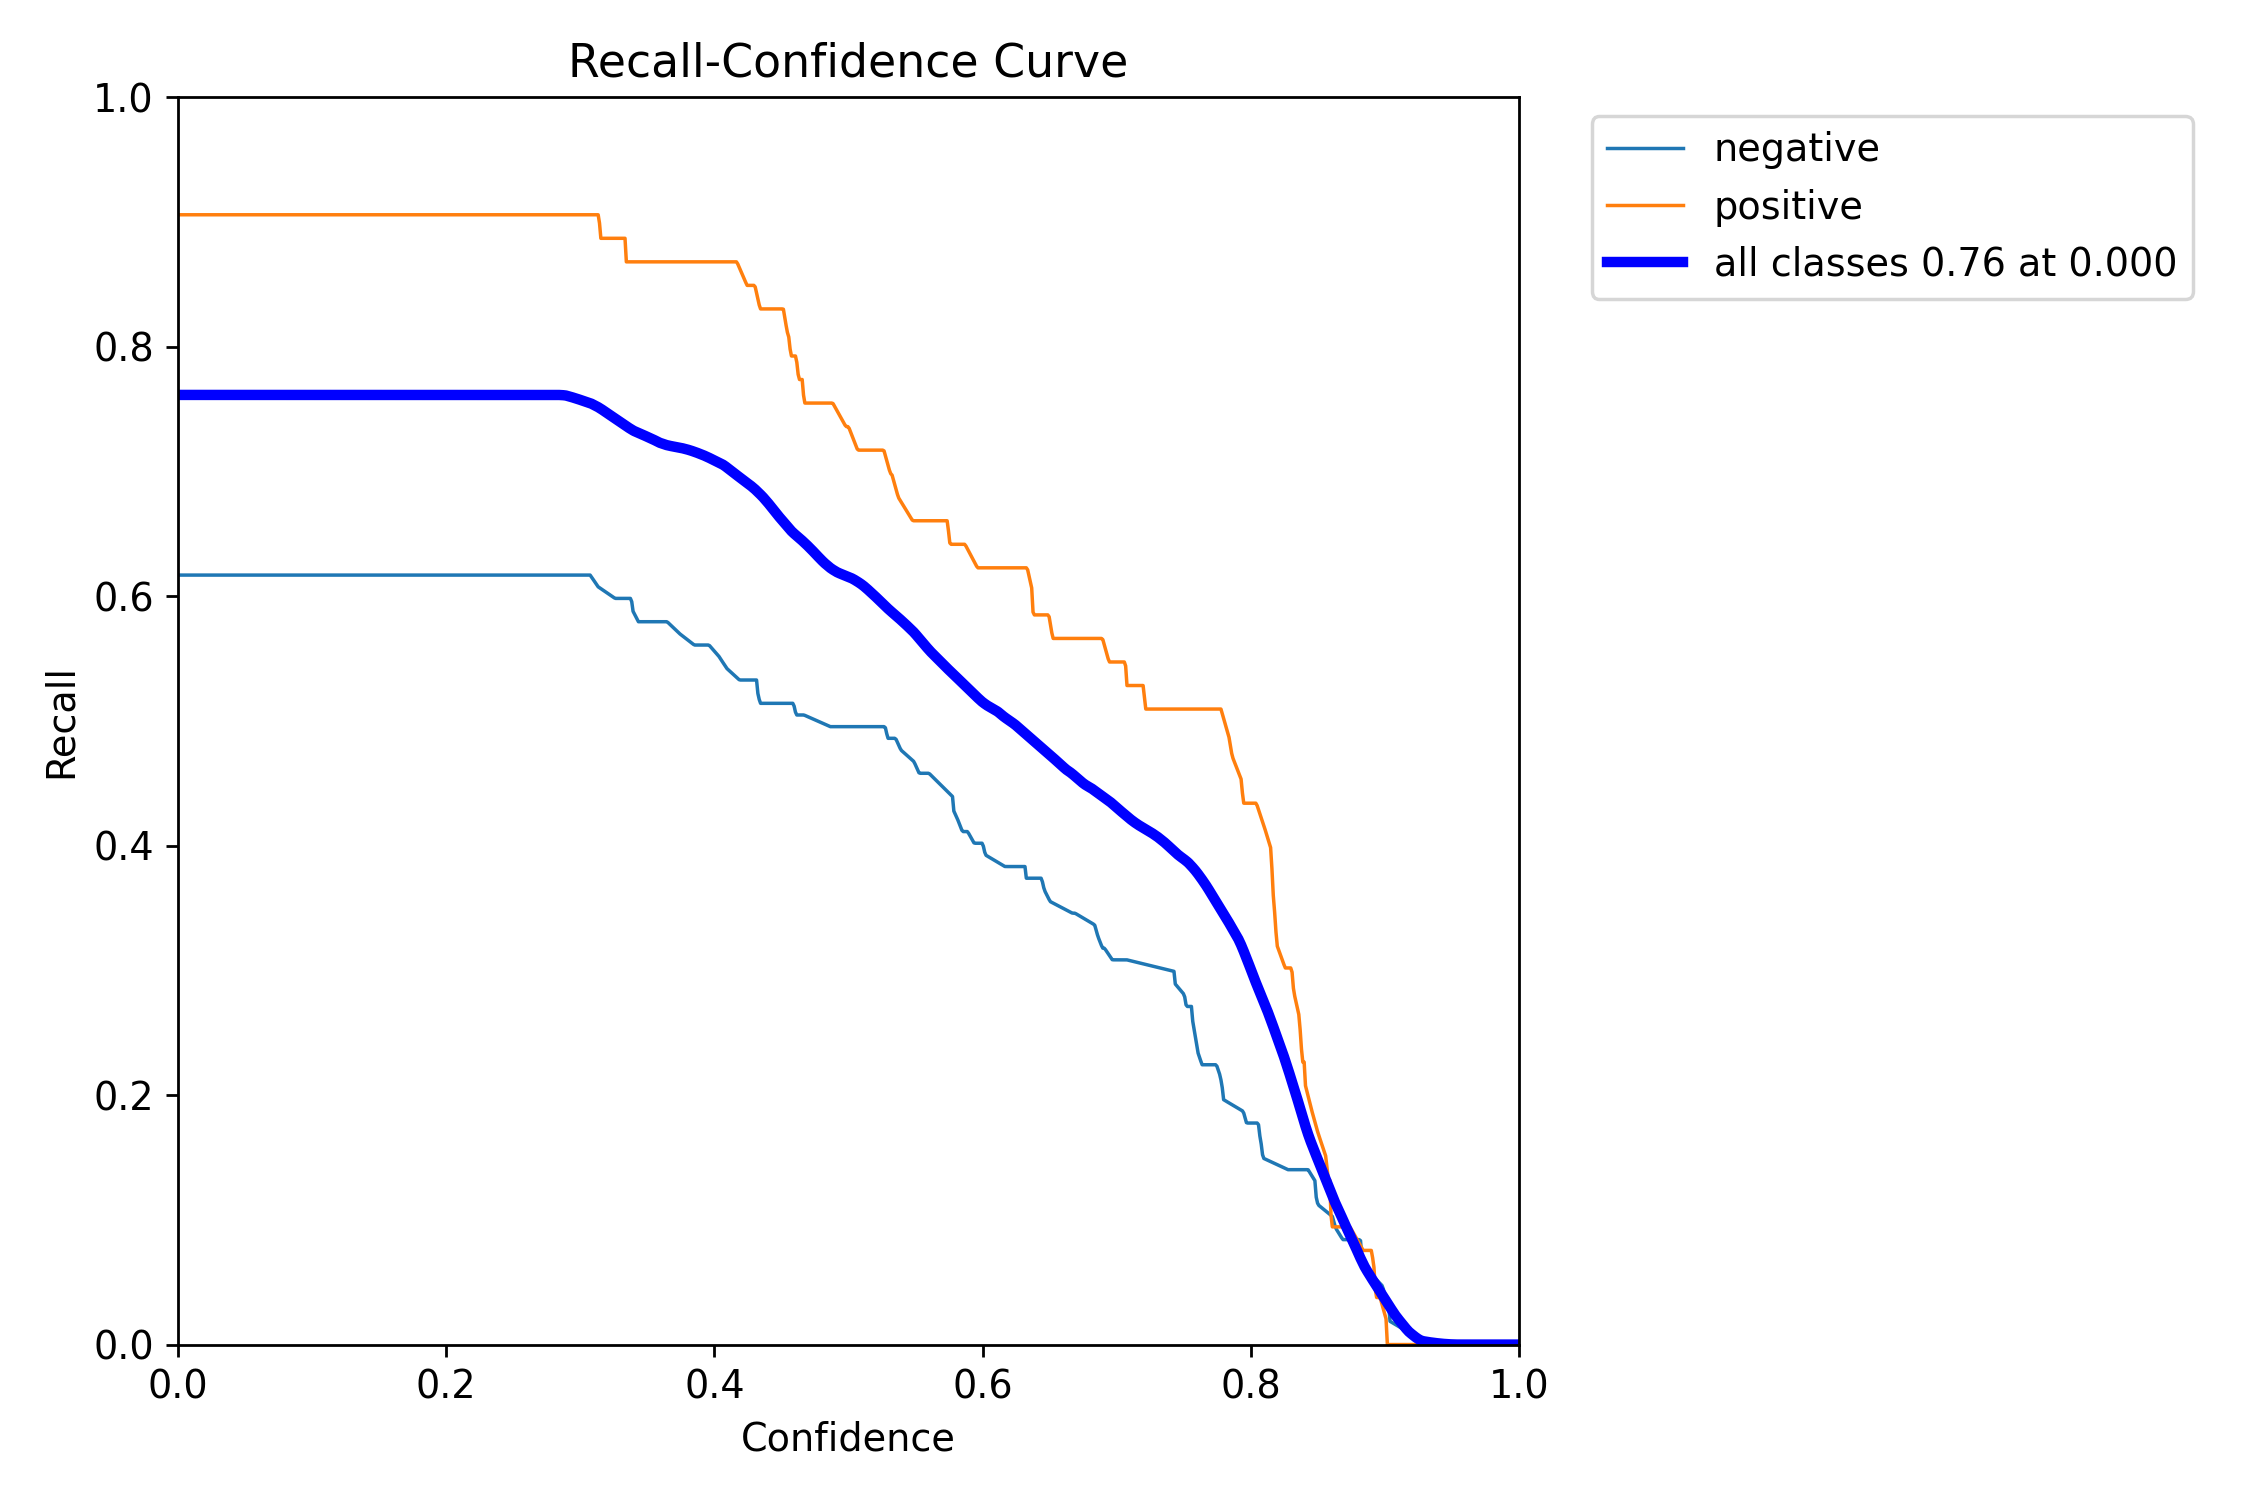 Recall-Confidence Curve
1.0
0.8
0.6
0.4
0.2
0.0
Recall
0.0 0.2 0.4 0.6 0.8 1.0
Confidence
negative
positive
all classes 0.76 at 0.000